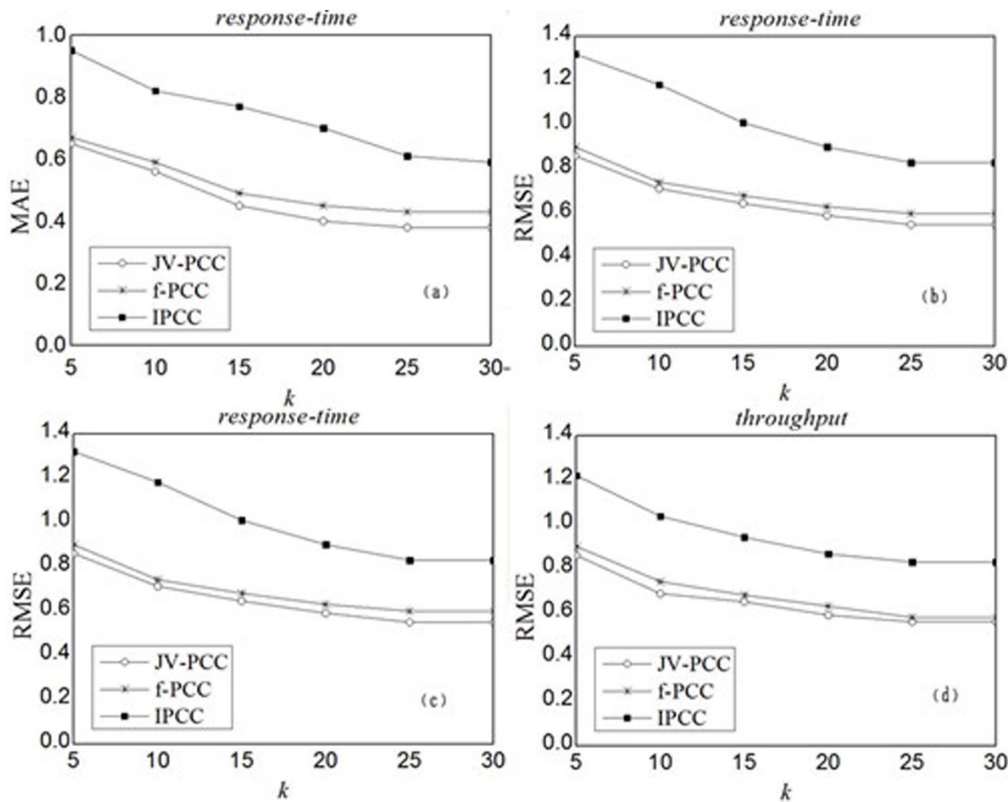 response-time
1.0
0.8
0.6
0.4
0.2
0.0
MAE
JV-PCC
f-PCC
IPCC
(a)
5 10 15 20 25 30-
k
response-time
1.4
1.2
1.0
0.8
0.6
0.4
0.2
0.0
RMSE
JV-PCC
f-PCC
IPCC
(b)
5 10 15 20 25 30
k
response-time
1.4
1.2
1.0
0.8
0.6
0.4
0.2
0.0
RMSE
JV-PCC
f-PCC
IPCC
(c)
5 10 15 20 25 30
k
throughput
1.4
1.2
1.0
0.8
0.6
0.4
0.2
0.0
RMSE
JV-PCC
f-PCC
IPCC
(d)
5 10 15 20 25 30
k